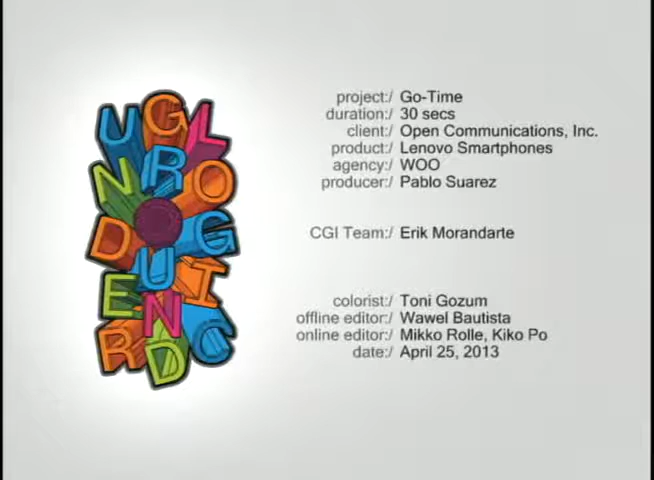 UNDERGROUND LOGIC
project:/ Go-Time
duration:/ 30 secs
client:/ Open Communications, Inc.
product:/ Lenovo Smartphones
agency:/ WOO
producer:/ Pablo Suarez
CGI Team:/ Erik Morandarte
colorist:/ Toni Gozum
offline editor:/ Wawel Bautista
online editor:/ Mikko Rolle, Kiko Po
date:/ April 25, 2013